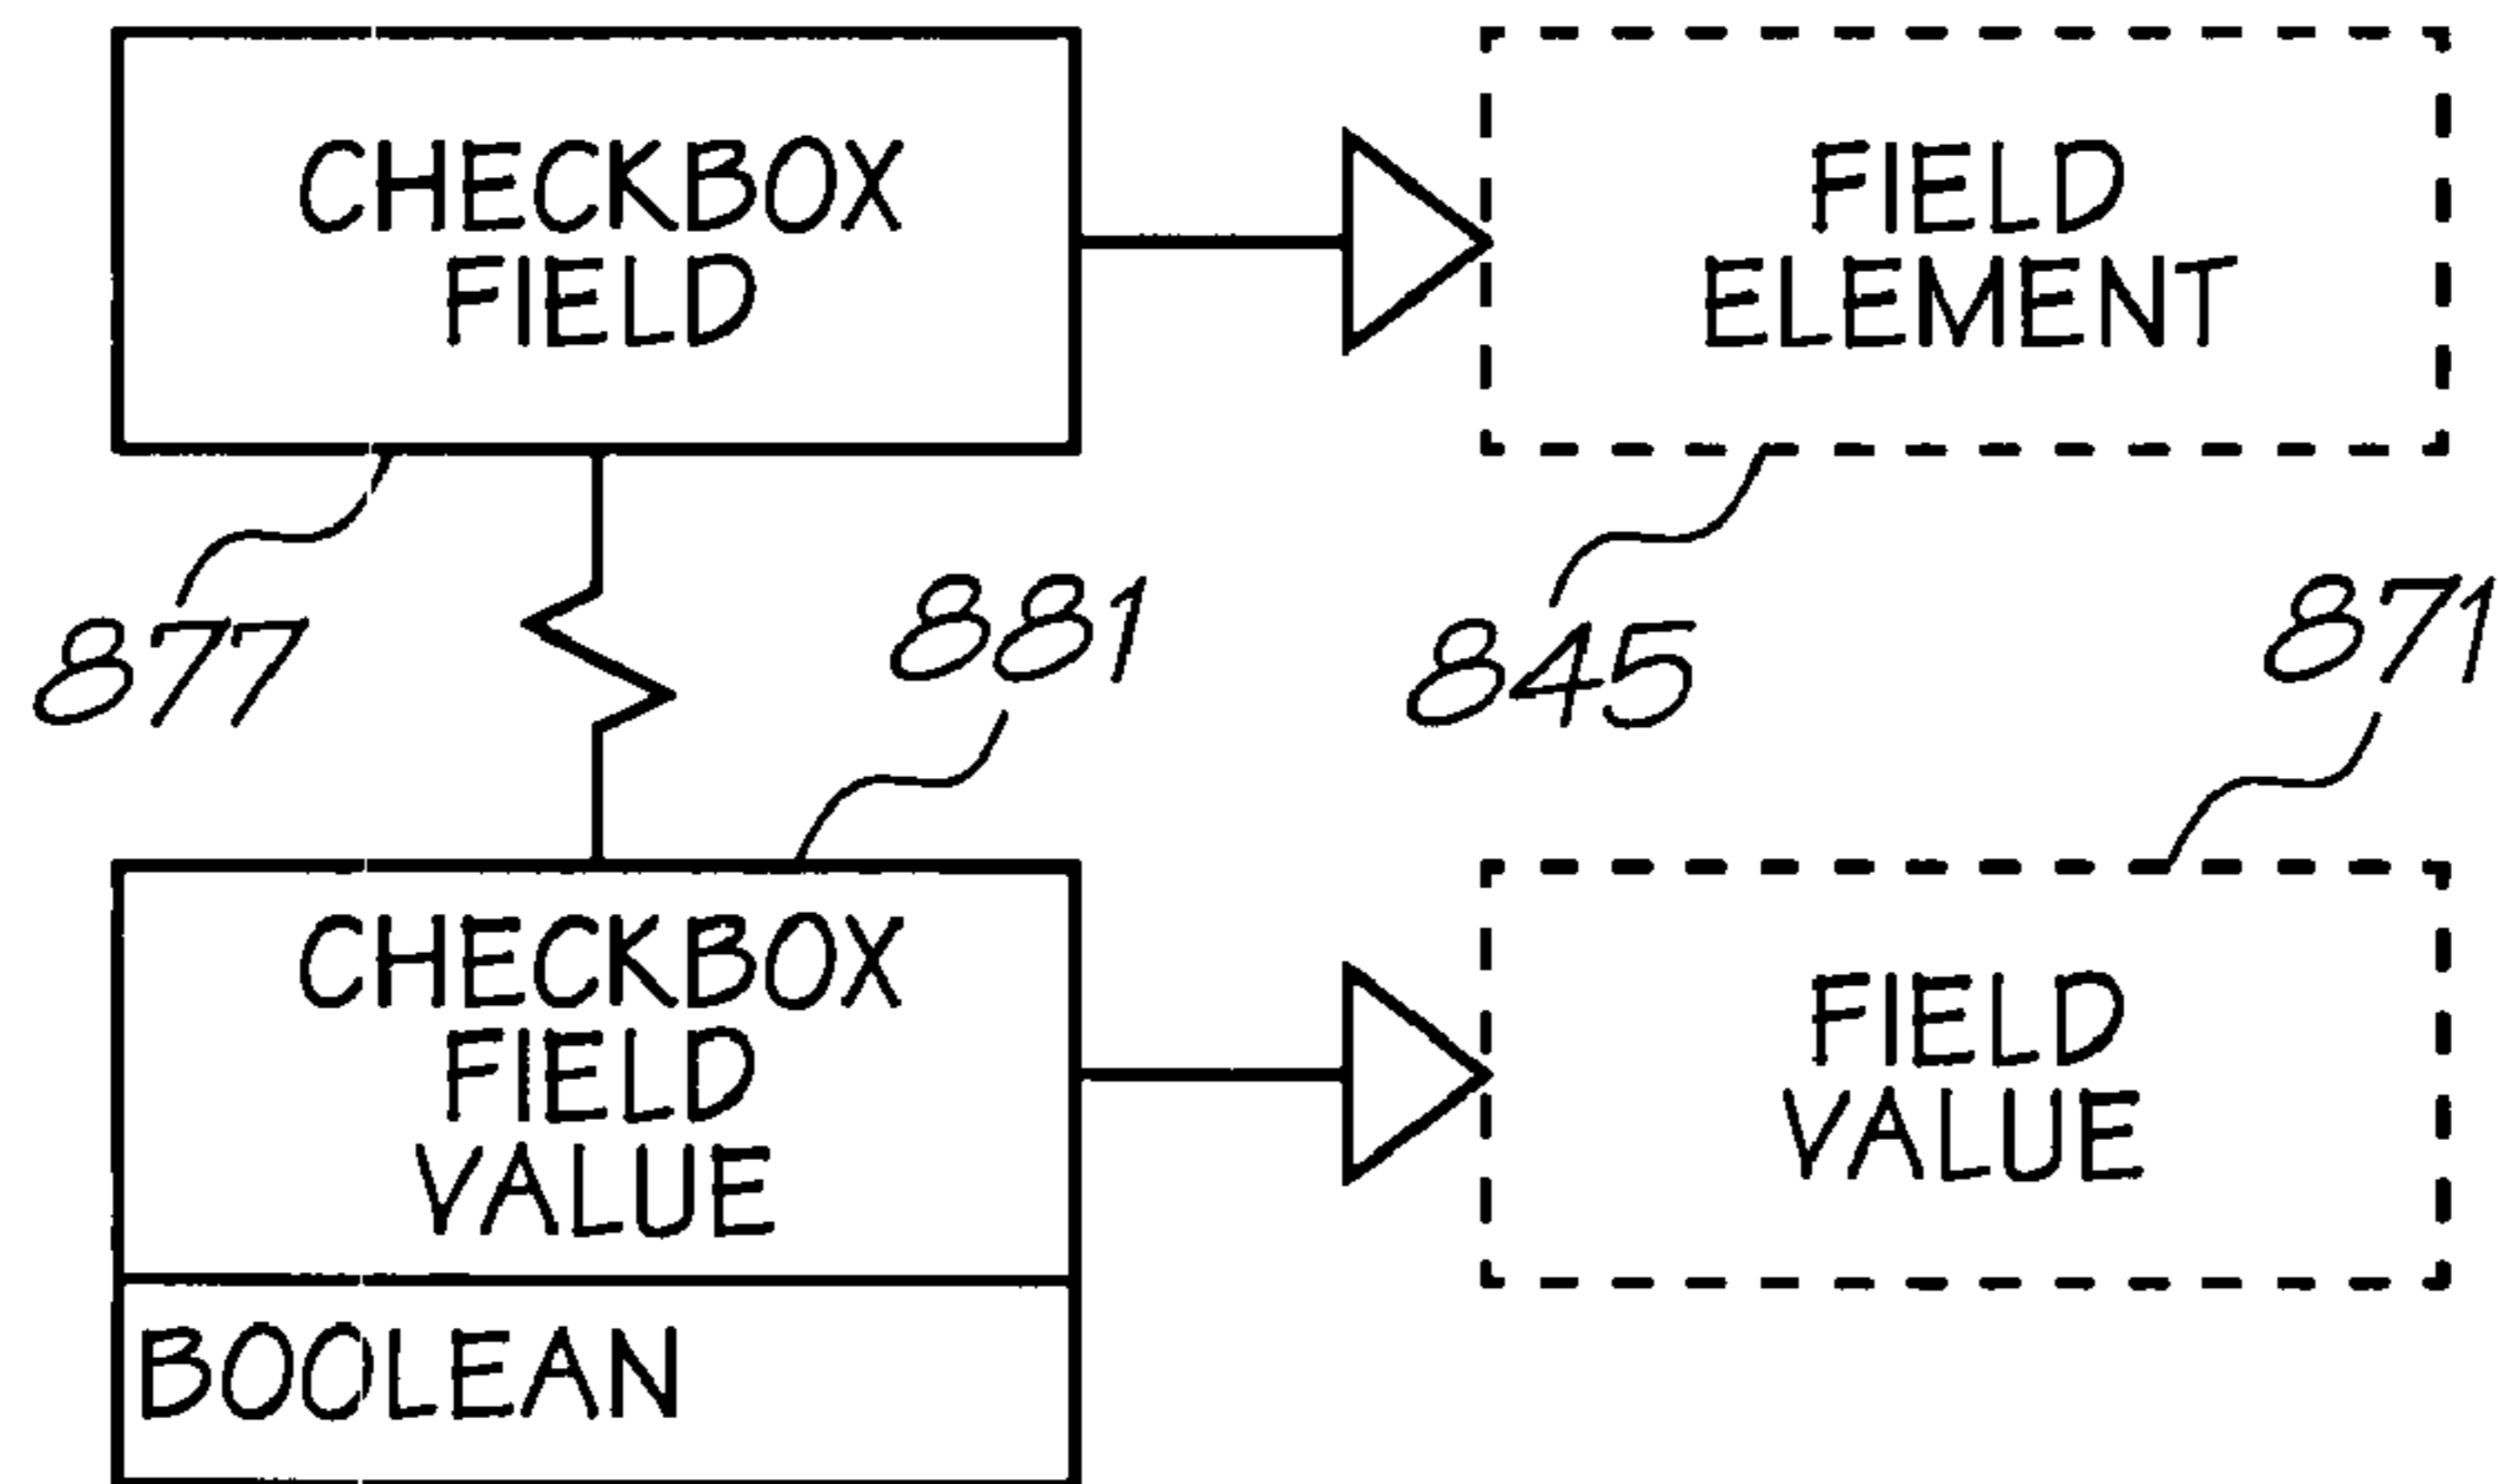 CHECKBOX
FIELD
FIELD
ELEMENT
877
881
845
871
CHECKBOX
FIELD
VALUE
FIELD
VALUE
BOOLEAN